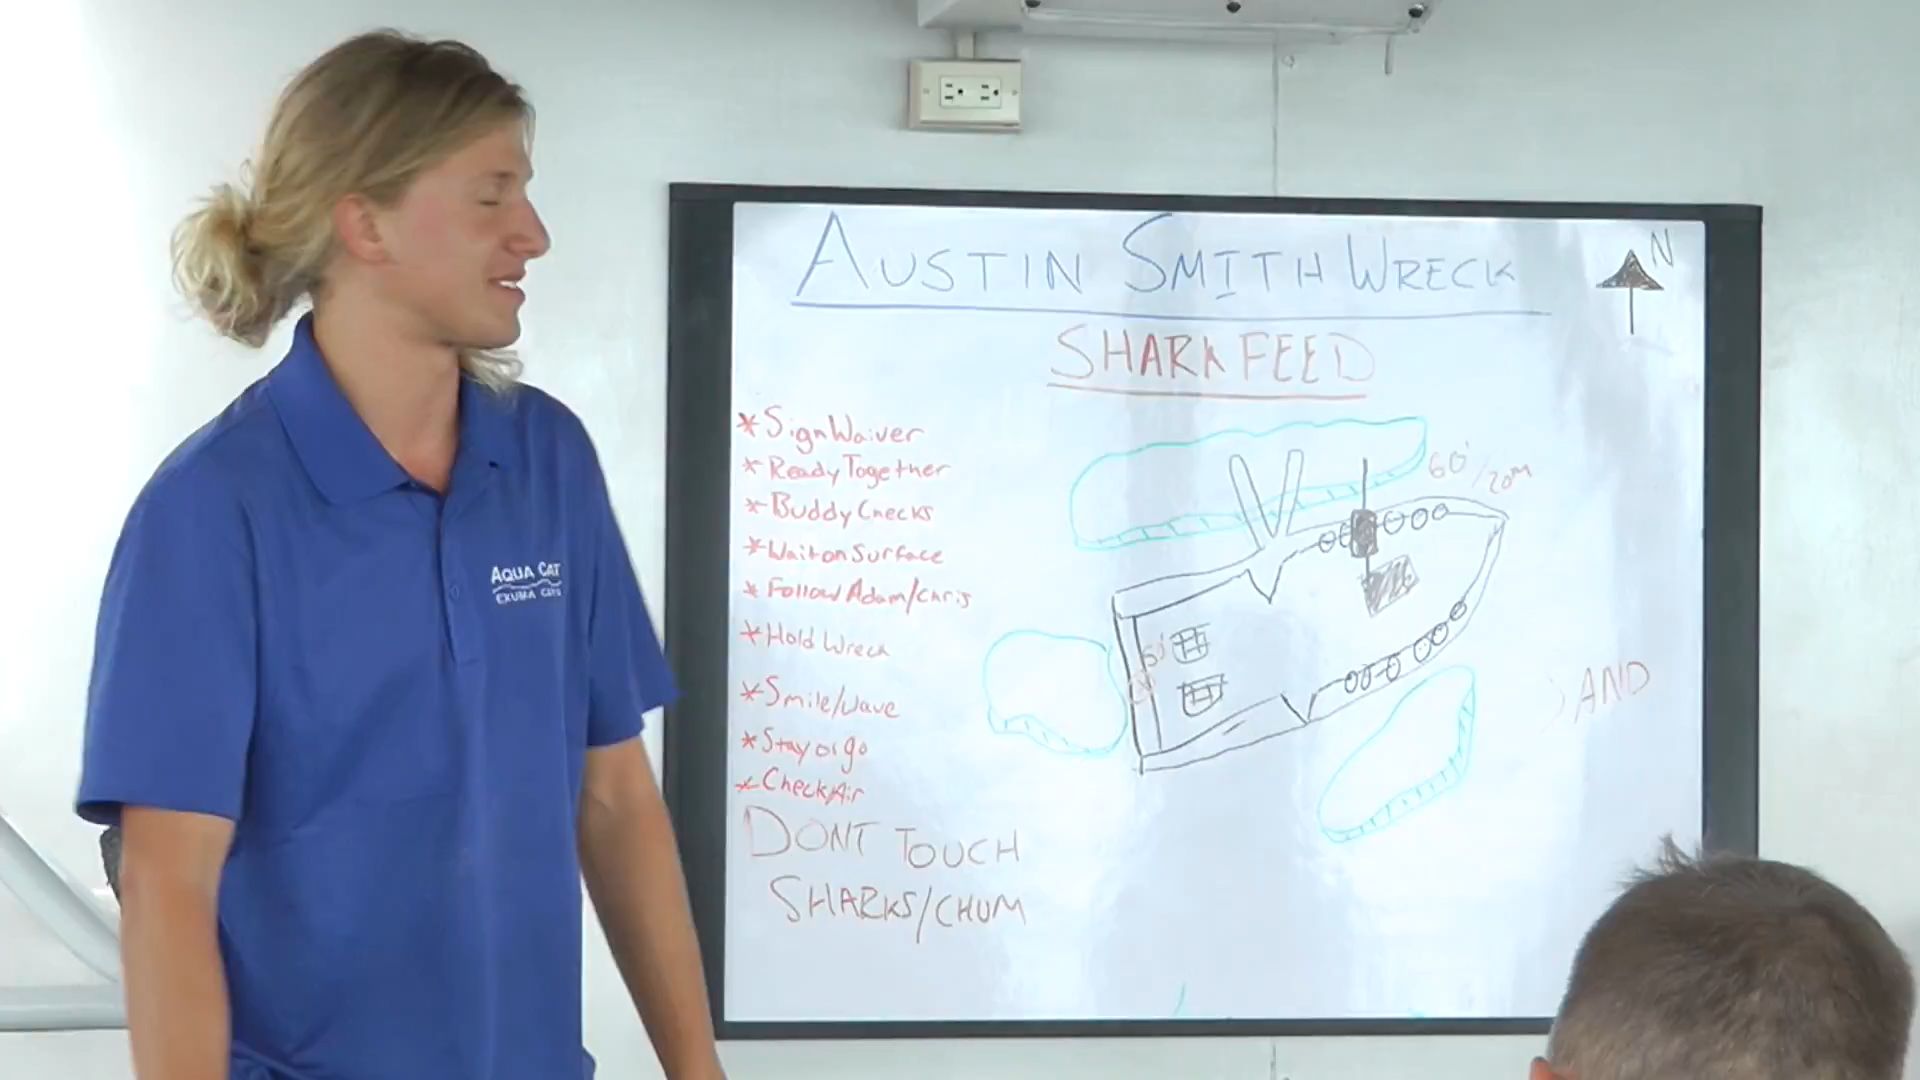 AUSTIN SMITH WRECK
N
SHARK FEED
* Sign Waiver
* Ready Together
* Buddy Checks
* Wait on Surface
* Follow Adam/Chris
* Hold Wreck
* Smile/Wave
* Stay or go
* Check Air
DONT TOUCH
SHARKS/CHUM
60'/20m
SAND
AQUA CAT
EXUMA CAYS